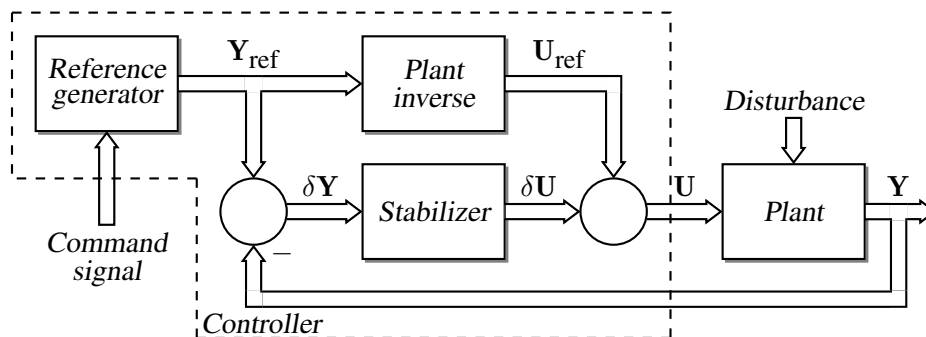 Y_ref
U_ref
Reference
generator
Plant
inverse
Disturbance
δY
Stabilizer
δU
U
Plant
Y
Command
signal
−
Controller